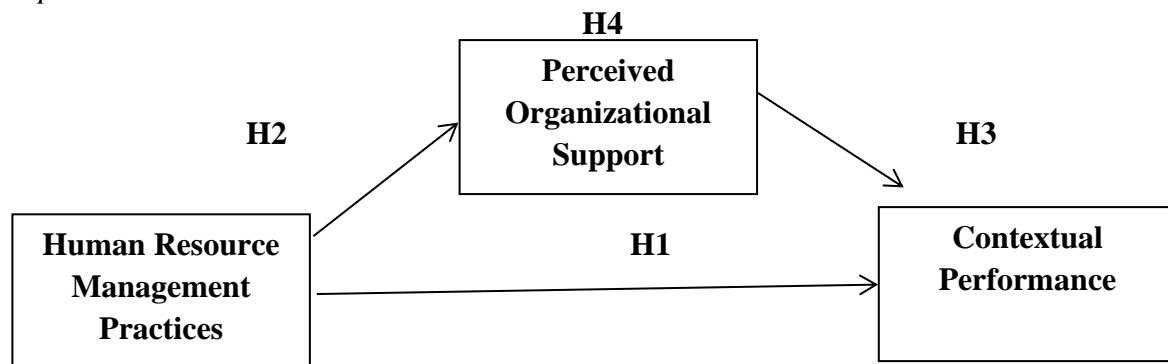 H4
Perceived
Organizational
Support
H2
H3
Human Resource
Management
Practices
H1
Contextual
Performance